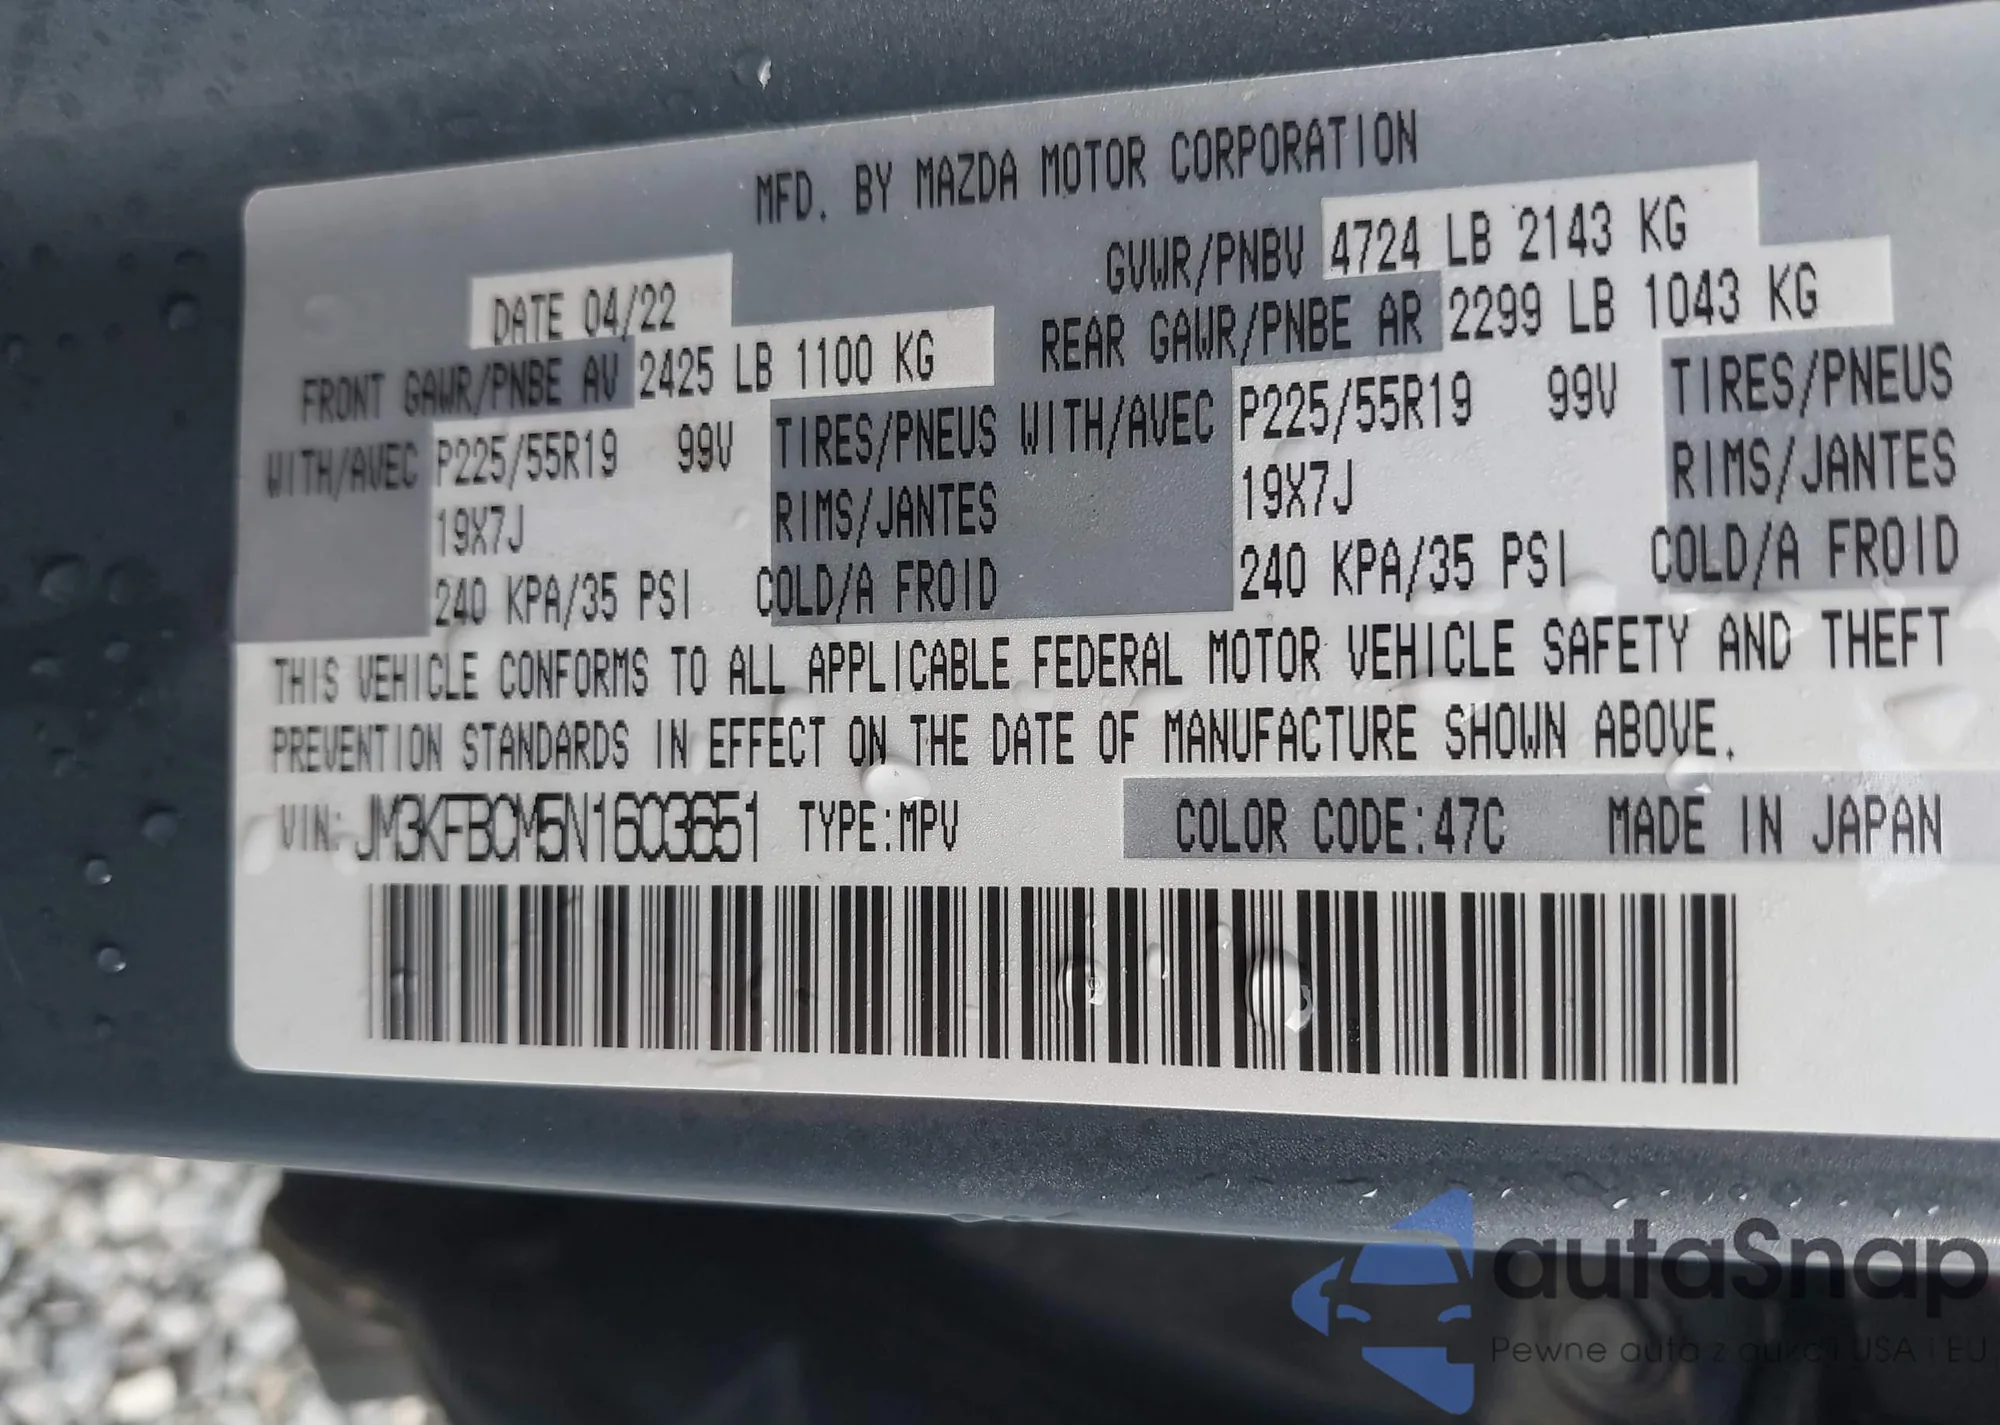 MFD. BY MAZDA MOTOR CORPORATION
DATE 04/22 GVWR/PNBV 4724 LB 2143 KG
FRONT GAWR/PNBE AV 2425 LB 1100 KG REAR GAWR/PNBE AR 2299 LB 1043 KG
WITH/AVEC P225/55R19 99V TIRES/PNEUS WITH/AVEC P225/55R19 99V TIRES/PNEUS
19X7J RIMS/JANTES 19X7J RIMS/JANTES
240 KPA/35 PSI COLD/A FROID 240 KPA/35 PSI COLD/A FROID
THIS VEHICLE CONFORMS TO ALL APPLICABLE FEDERAL MOTOR VEHICLE SAFETY AND THEFT
PREVENTION STANDARDS IN EFFECT ON THE DATE OF MANUFACTURE SHOWN ABOVE.
VIN: JM3KFBCM5N1603651 TYPE:MPV COLOR CODE:47C MADE IN JAPAN
autaSnap
Pewne auta z aukcji USA i EU